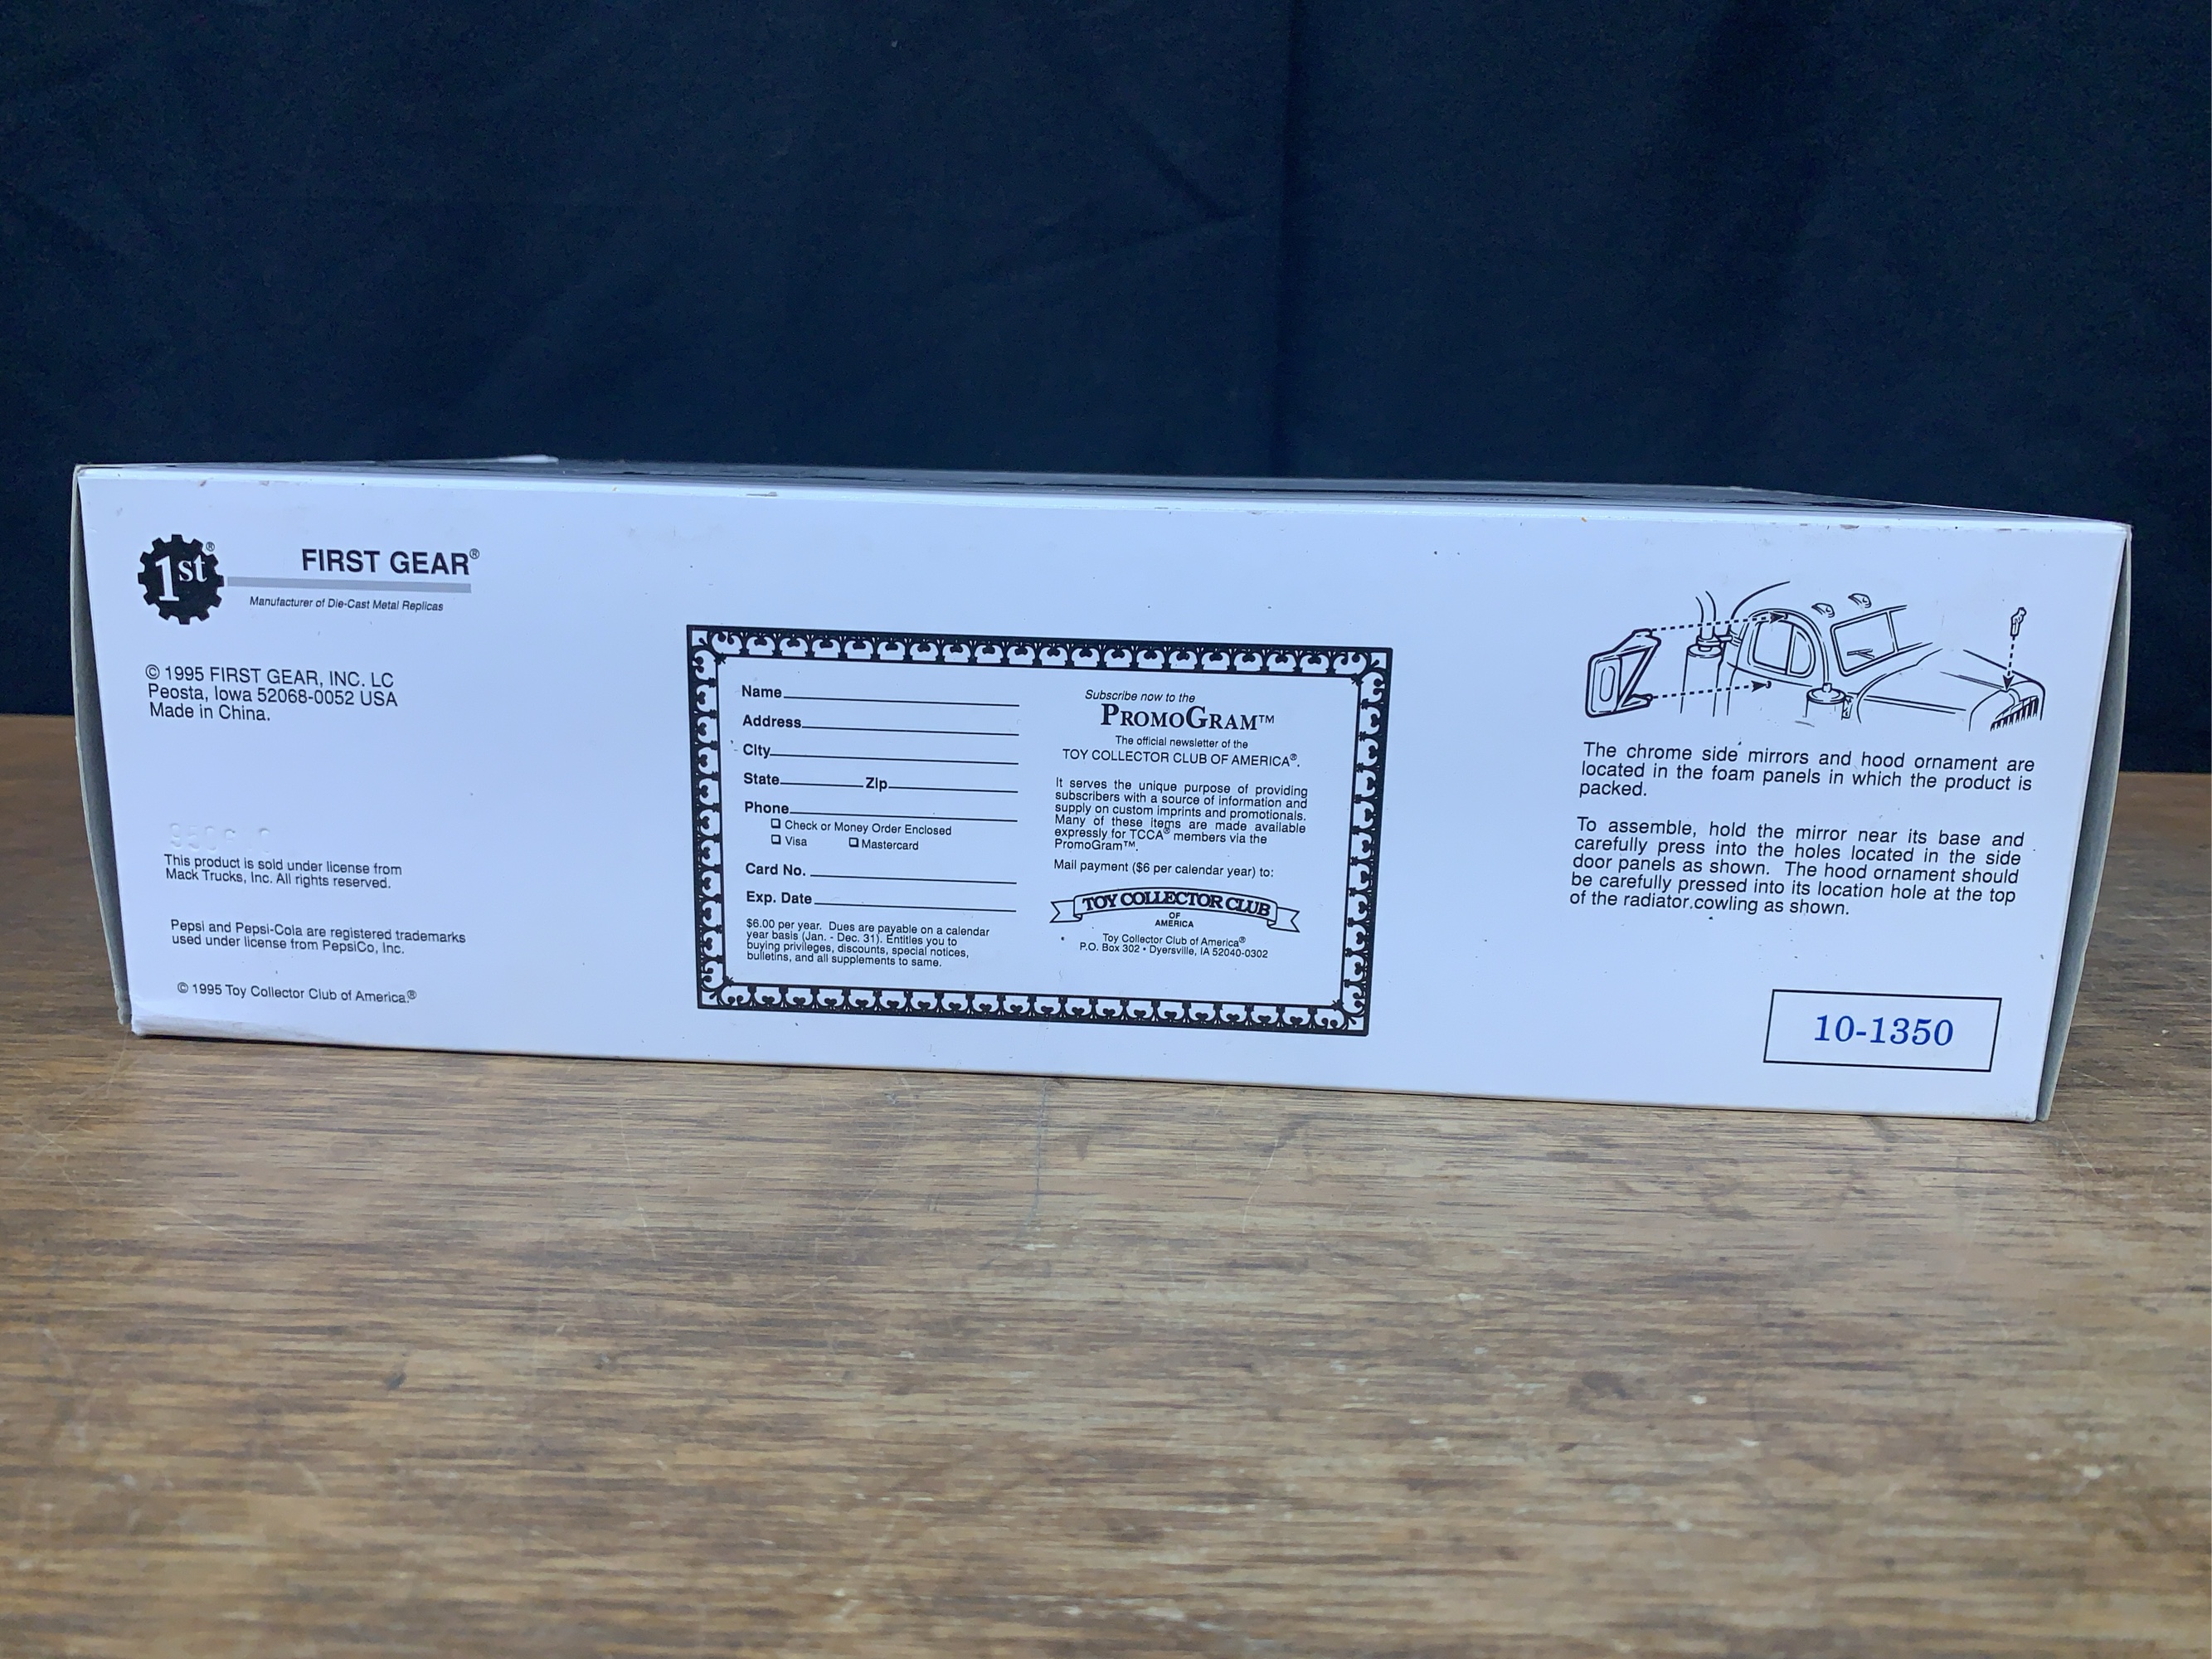 1st®
FIRST GEAR®
Manufacturer of Die-Cast Metal Replicas
© 1995 FIRST GEAR, INC. LC
Peosta, Iowa 52068-0052 USA
Made in China.
This product is sold under license from
Mack Trucks, Inc. All rights reserved.
Pepsi and Pepsi-Cola are registered trademarks
used under license from PepsiCo, Inc.
© 1995 Toy Collector Club of America.®
Name
Address
City
State Zip
Phone
Check or Money Order Enclosed
Visa Mastercard
Card No.
Exp. Date
$6.00 per year. Dues are payable on a calendar
year basis (Jan. - Dec. 31). Entitles you to
buying privileges, discounts, special notices,
bulletins, and all supplements to same.
Subscribe now to the
PROMOGRAM™
The official newsletter of the
TOY COLLECTOR CLUB OF AMERICA®.
It serves the unique purpose of providing
subscribers with a source of information and
supply on custom imprints and promotionals.
Many of these items are made available
expressly for TCCA® members via the
PromoGram™.
Mail payment ($6 per calendar year) to:
TOY COLLECTOR CLUB
OF
AMERICA
Toy Collector Club of America®
P.O. Box 302 • Dyersville, IA 52040-0302
The chrome side mirrors and hood ornament are
located in the foam panels in which the product is
packed.
To assemble, hold the mirror near its base and
carefully press into the holes located in the side
door panels as shown. The hood ornament should
be carefully pressed into its location hole at the top
of the radiator cowling as shown.
10-1350